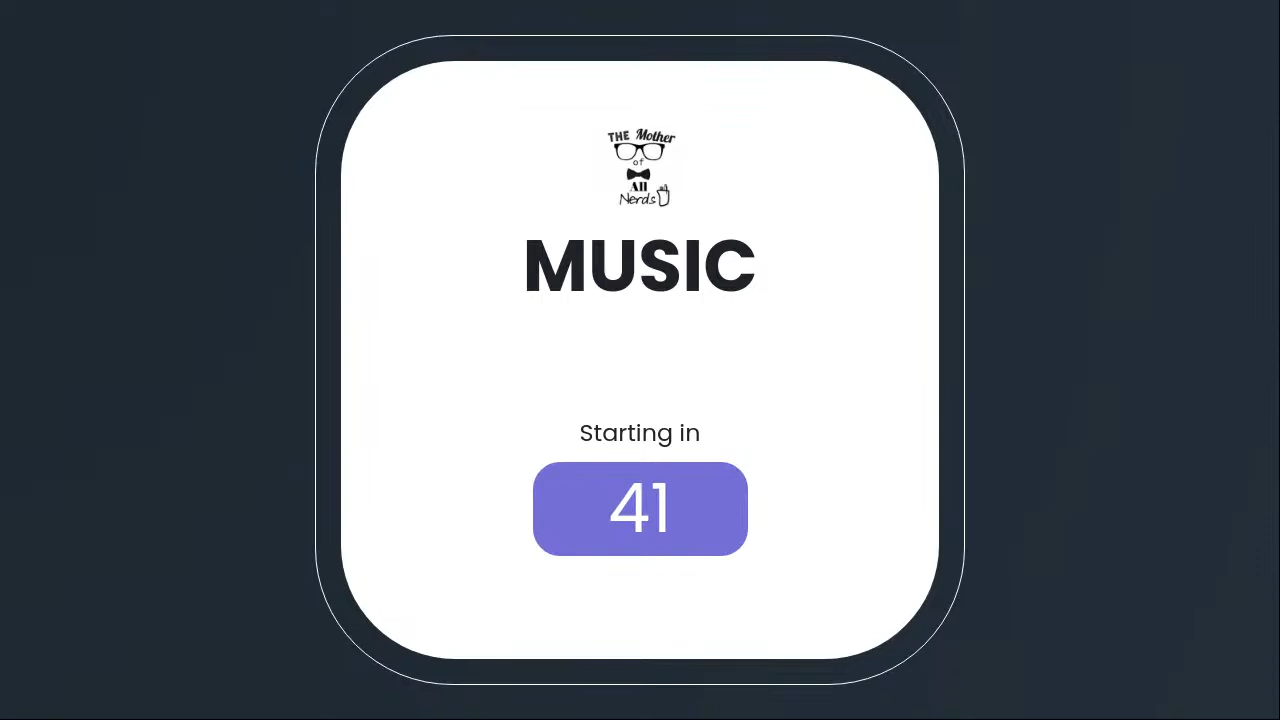 THE Mother
of
All
Nerds
MUSIC
Starting in
41